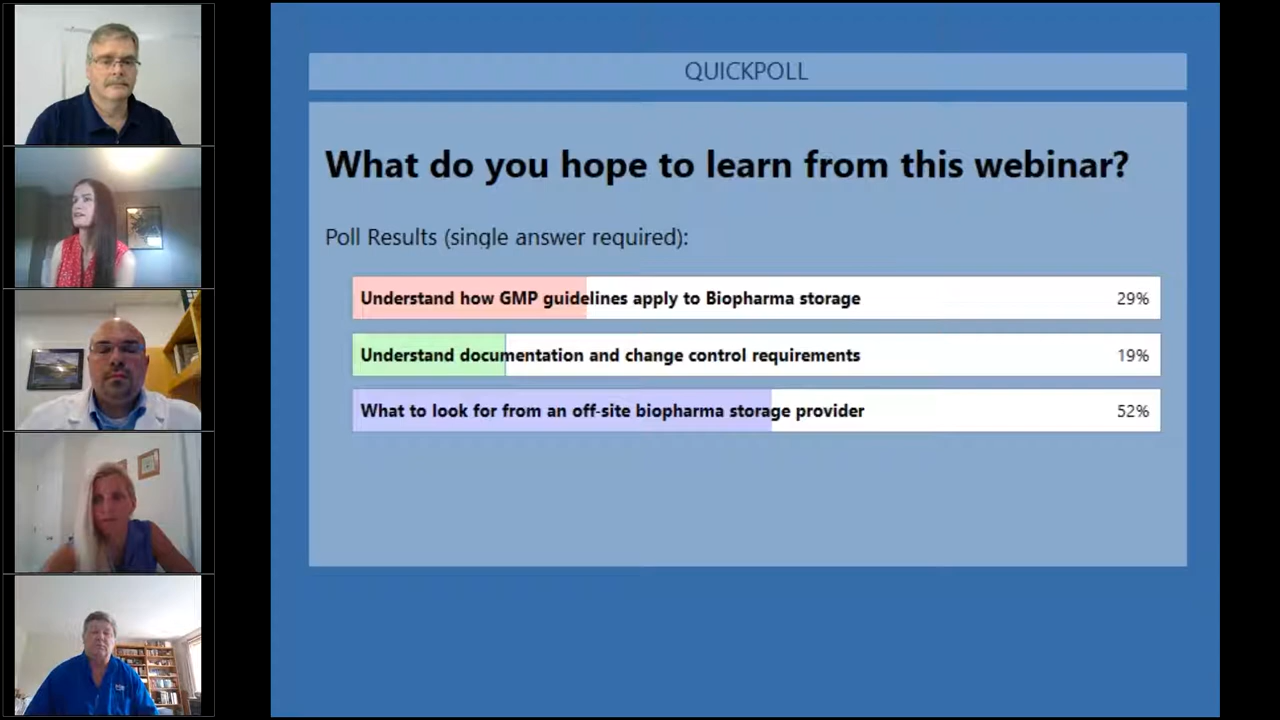 QUICKPOLL
What do you hope to learn from this webinar?
Poll Results (single answer required):
Understand how GMP guidelines apply to Biopharma storage 29%
Understand documentation and change control requirements 19%
What to look for from an off-site biopharma storage provider 52%